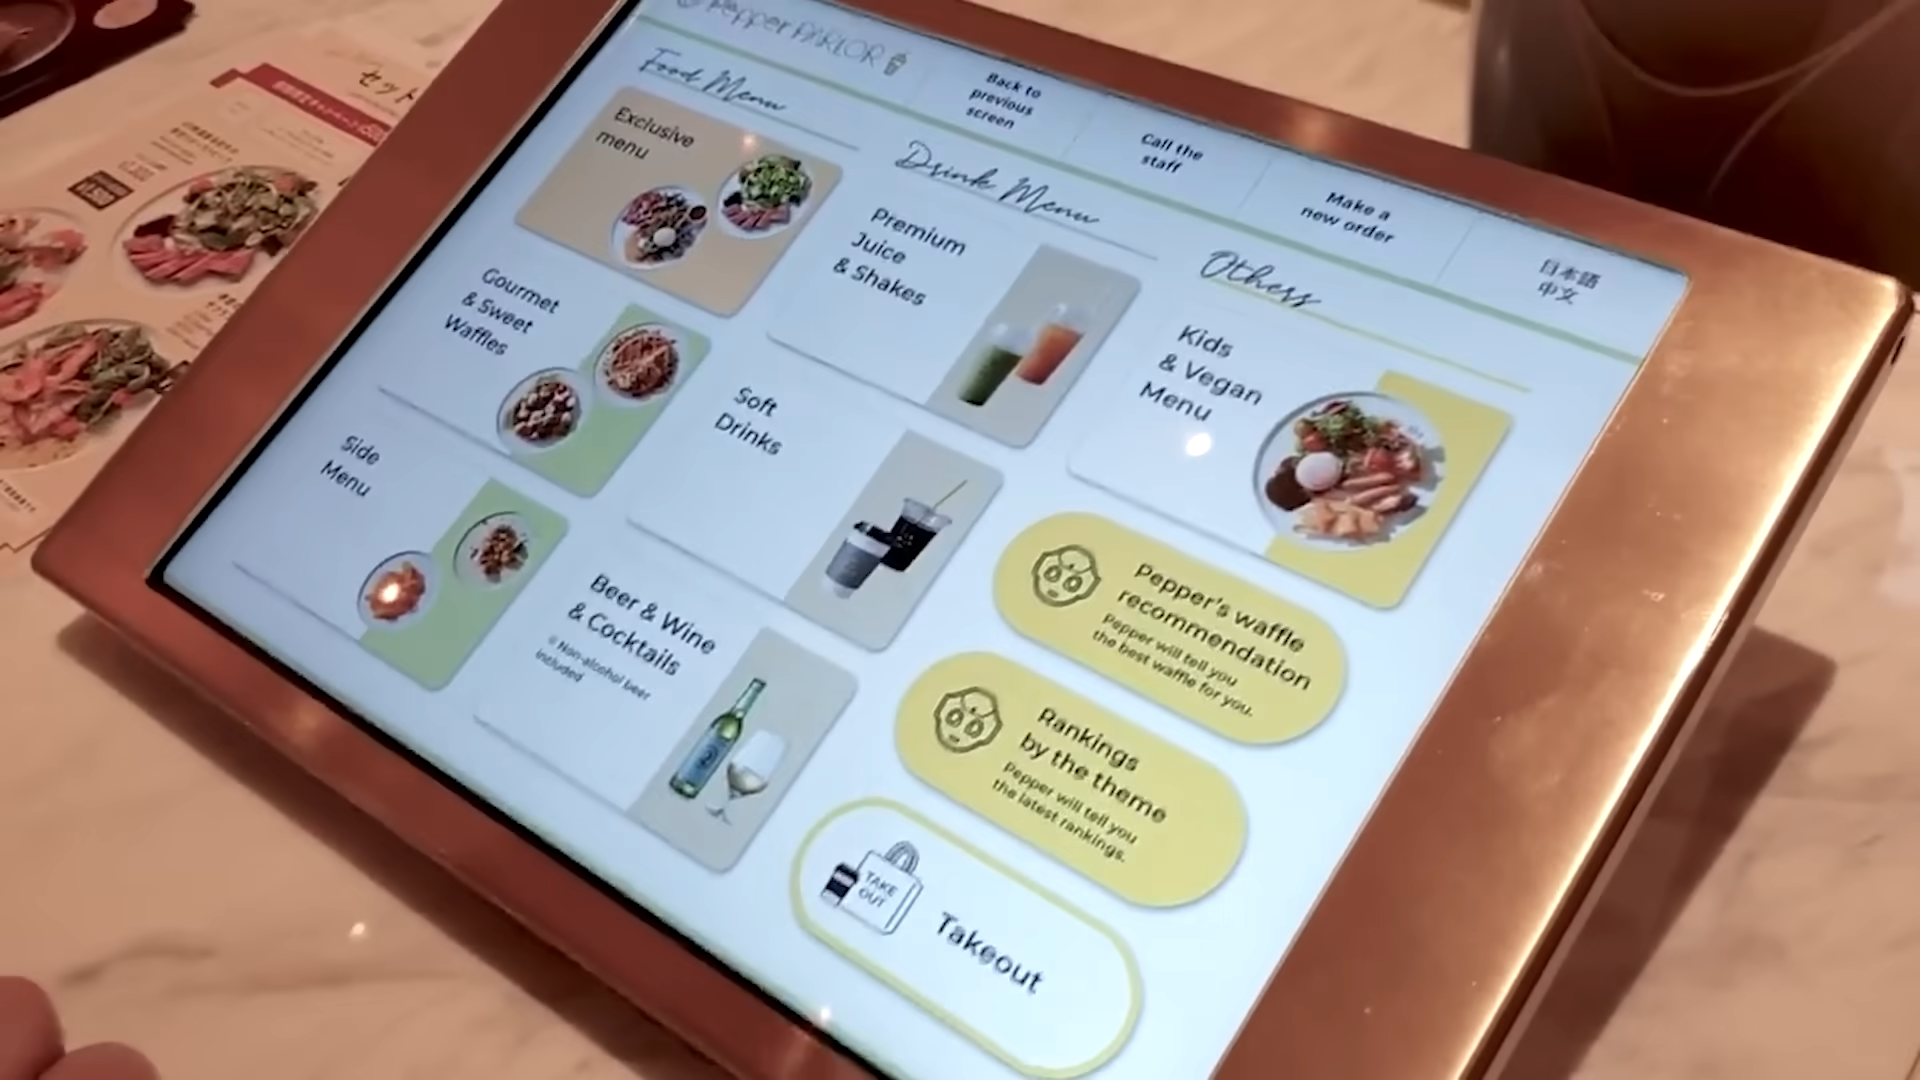 Pepper PARLOR
Back to
previous
screen
Call the
staff
Make a
new order
日本語
中文
Food Menu
Exclusive
menu
Gourmet
& Sweet
Waffles
Side
Menu
Drink Menu
Premium
Juice
& Shakes
Soft
Drinks
Beer & Wine
& Cocktails
※Non-alcohol beer
included
Others
Kids
& Vegan
Menu
Pepper's waffle
recommendation
Pepper will tell you
the best waffle for you.
Rankings
by the theme
Pepper will tell you
the latest rankings.
TAKE
OUT
Takeout
セット